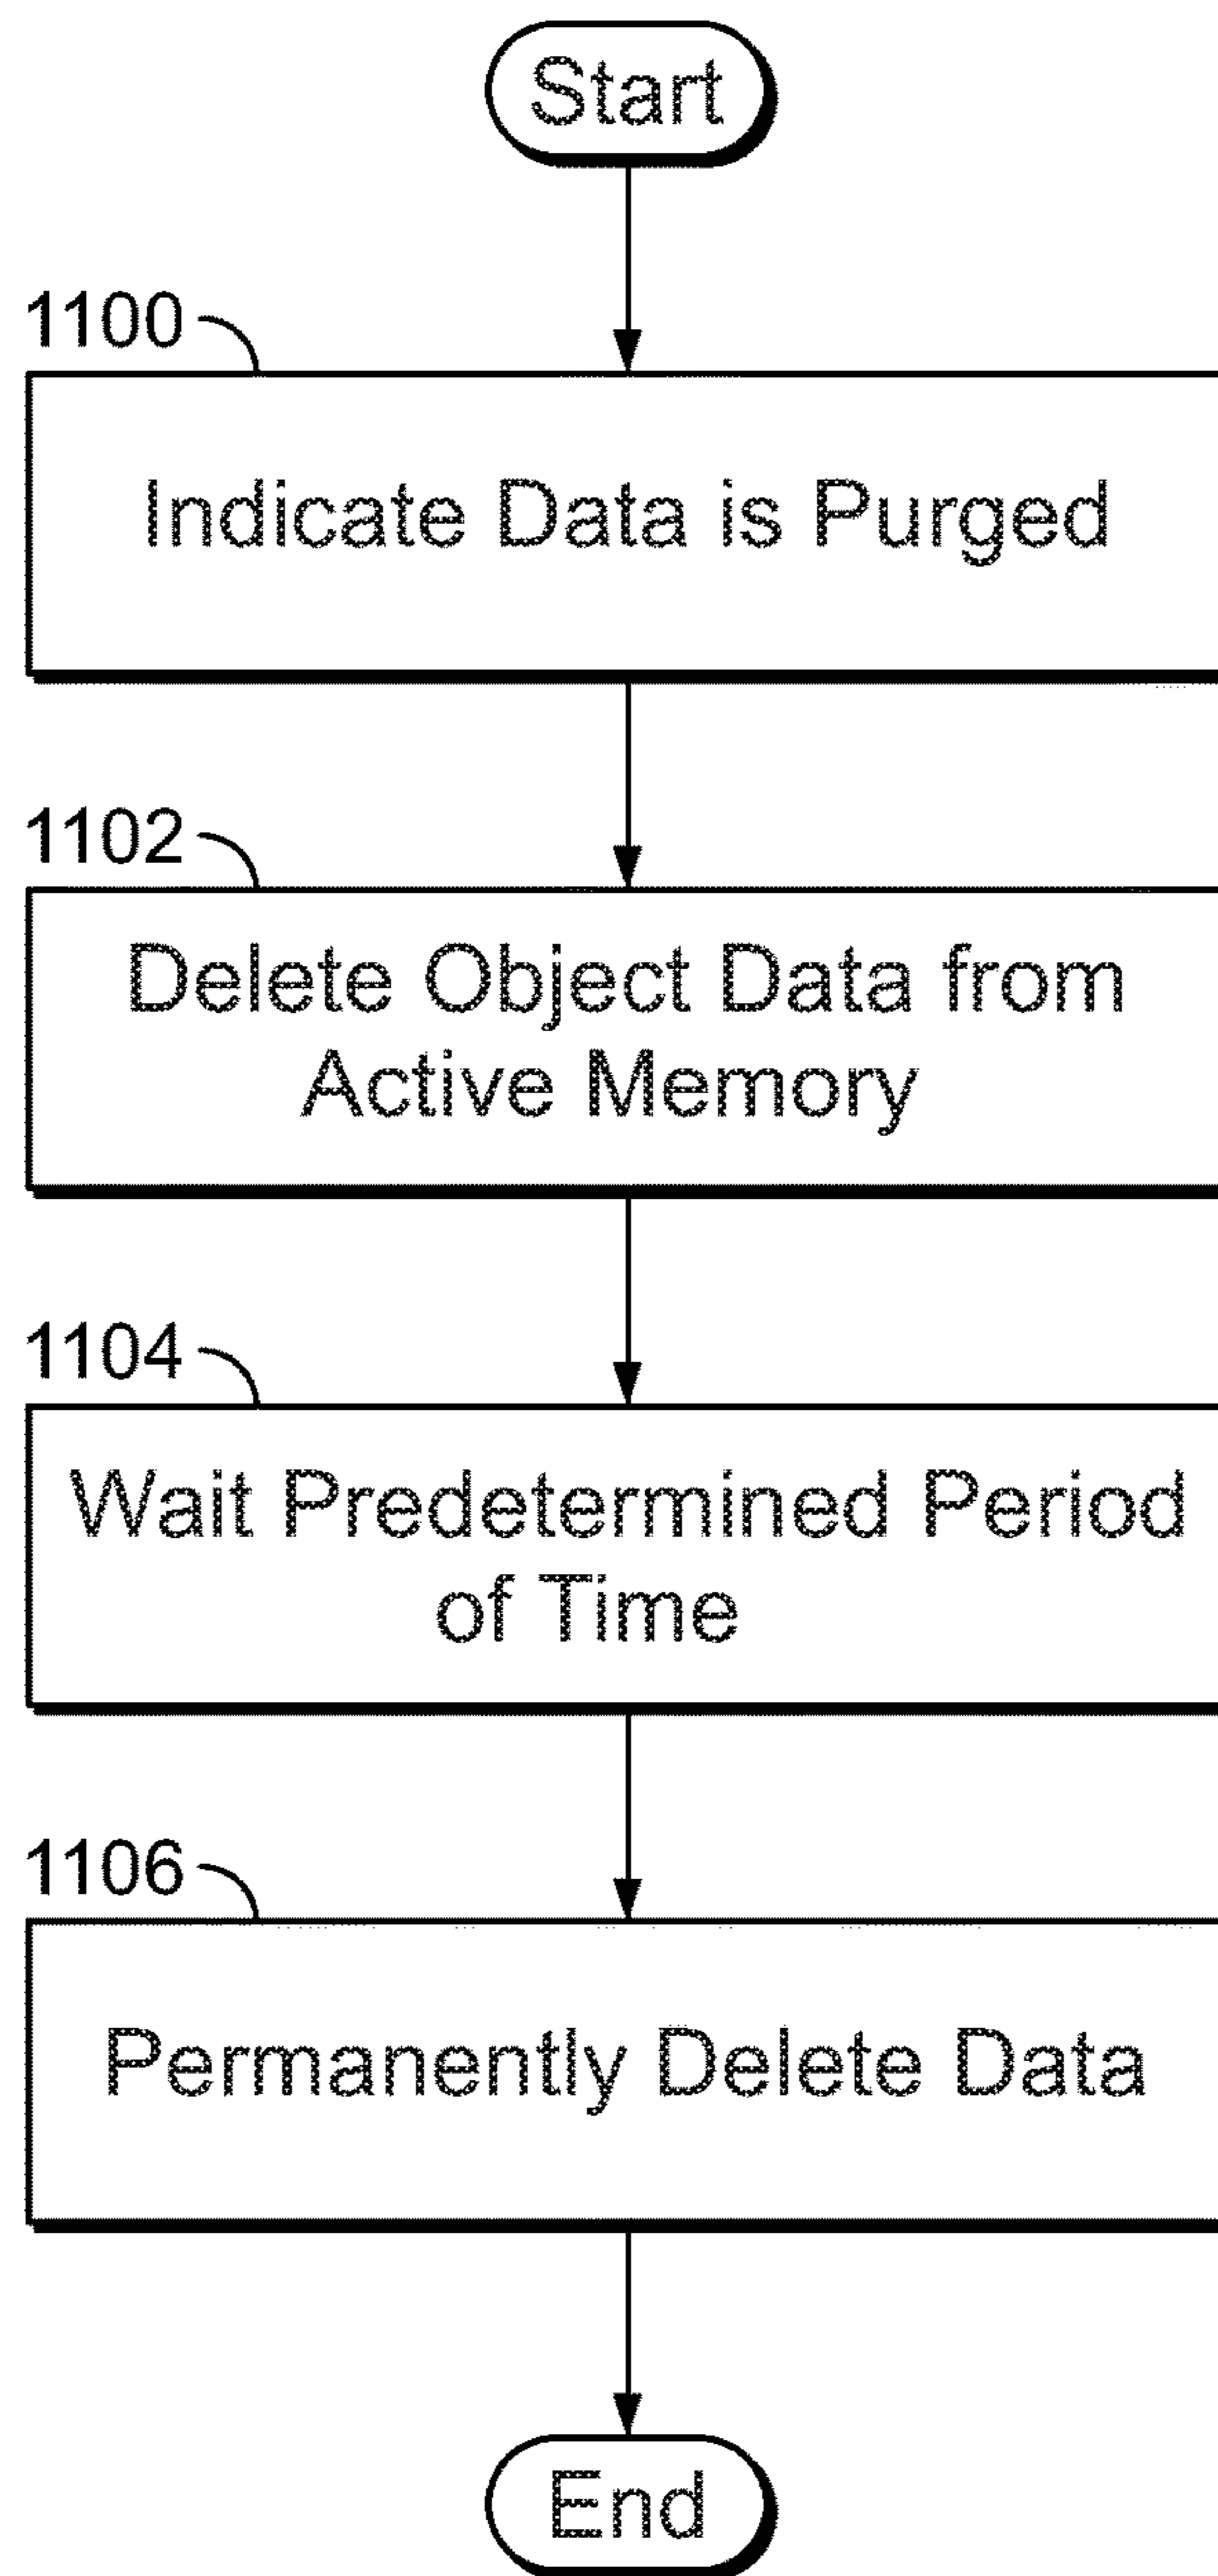 Start
1100
Indicate Data is Purged
1102
Delete Object Data from
Active Memory
1104
Wait Predetermined Period
of Time
1106
Permanently Delete Data
End